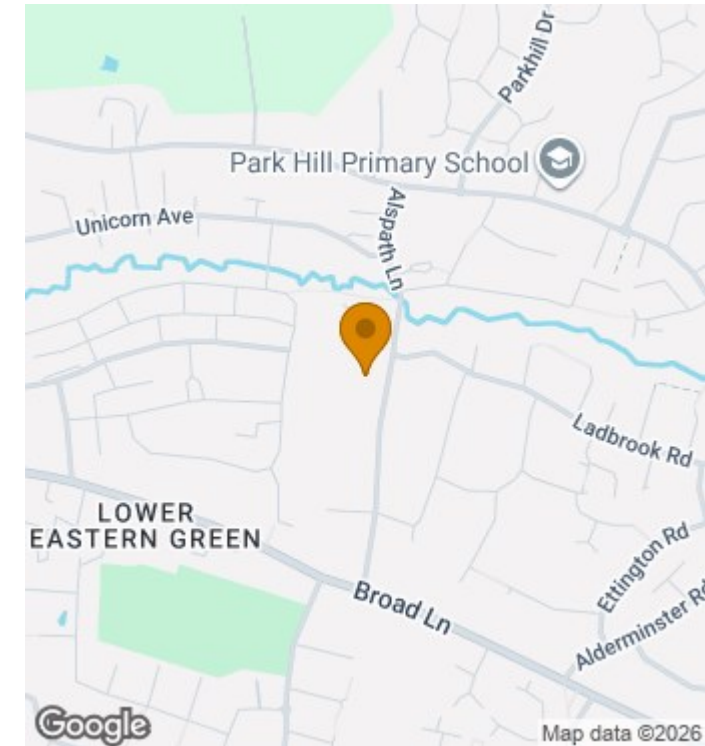 Parkhill Dr
Park Hill Primary School
Unicorn Ave
Alspath Ln
Ladbrook Rd
LOWER
EASTERN GREEN
Ettington Rd
Broad Ln
Alderminster Rd
Google
Map data ©2026